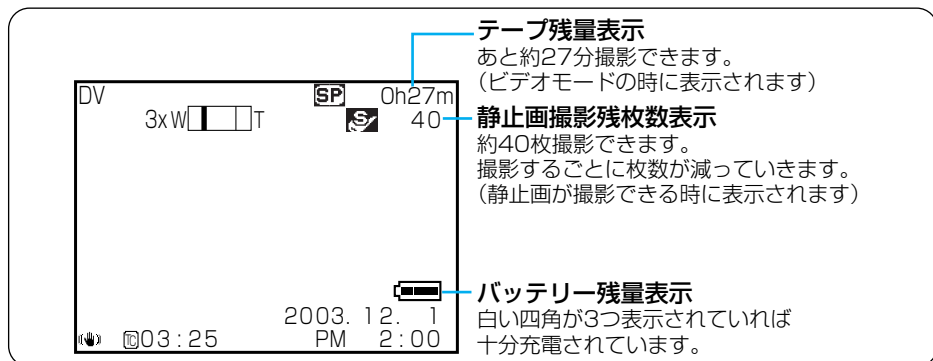 テープ残量表示
あと約27分撮影できます。
(ビデオモードの時に表示されます)
DV SP 0h27m
3x W T S 40
静止画撮影残枚数表示
約40枚撮影できます。
撮影するごとに枚数が減っていきます。
(静止画が撮影できる時に表示されます)
バッテリー残量表示
白い四角が3つ表示されていれば
十分充電されています。
2003. 12. 1
TC 03:25 PM 2:00